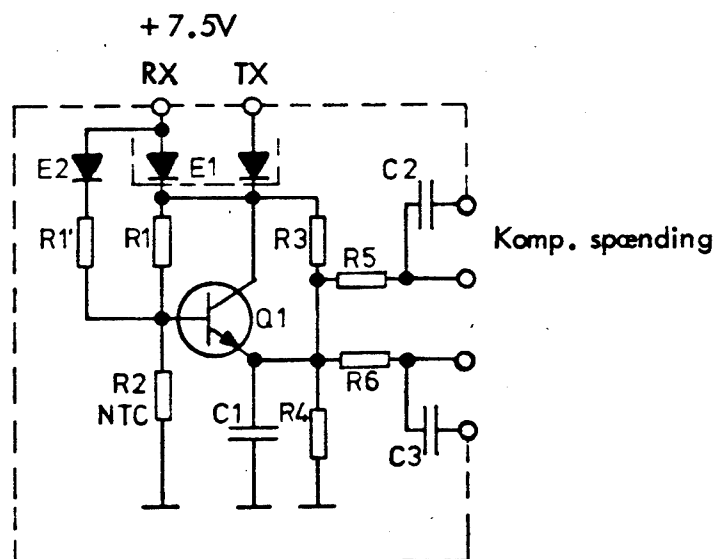 + 7.5V
RX TX
E2 E1 C2
R1' R1 R3 Komp. spænding
R5
Q1
R2 NTC
R6
C1 R4
C3